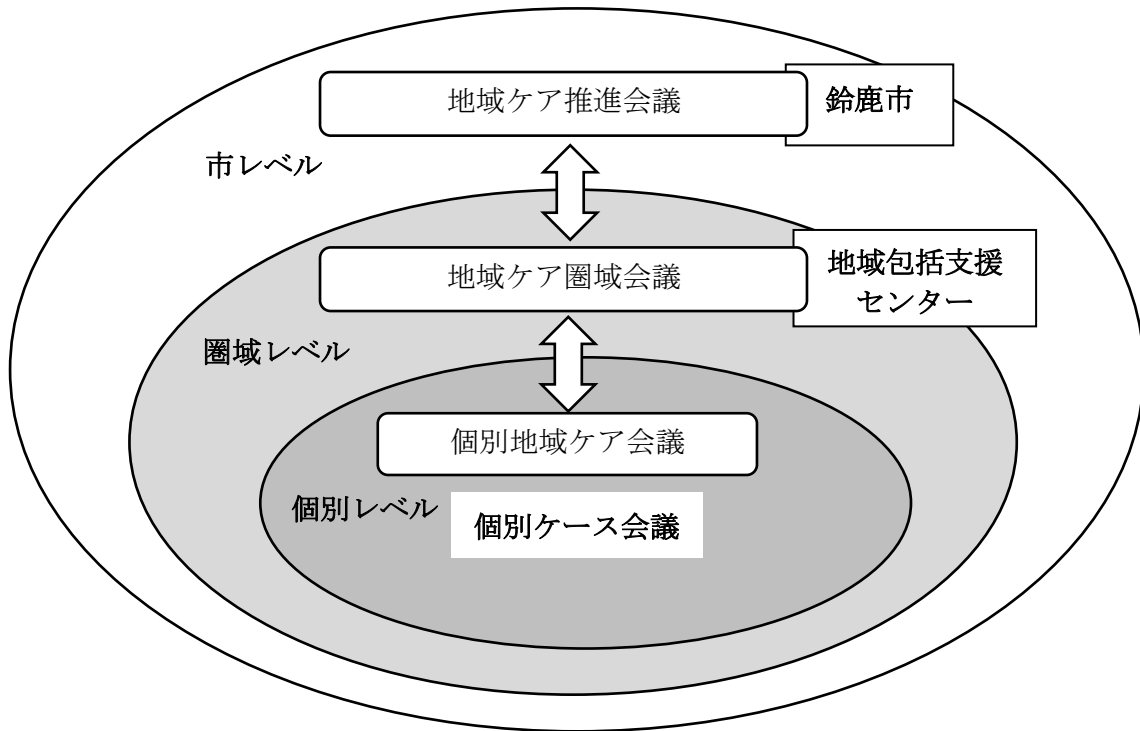 地域ケア推進会議
鈴鹿市
市レベル
地域ケア圏域会議
地域包括支援
センター
圏域レベル
個別地域ケア会議
個別レベル
個別ケース会議